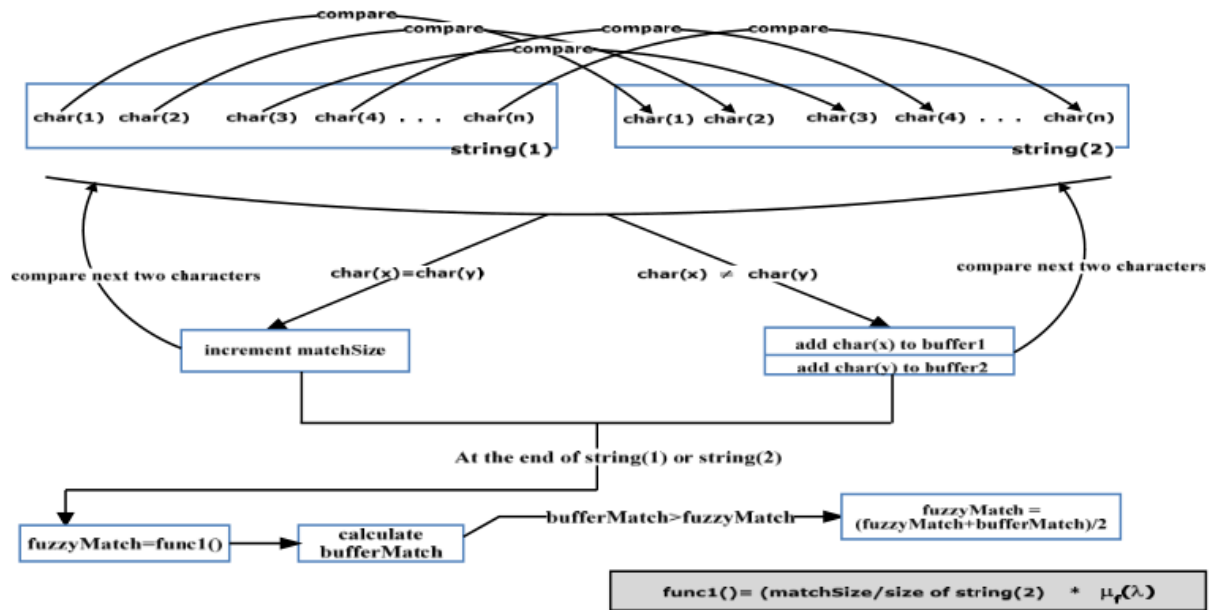 compare
compare
compare
compare
compare
char(1) char(2) char(3) char(4) . . . char(n)
string(1)
char(1) char(2) char(3) char(4) . . . char(n)
string(2)
compare next two characters
char(x)=char(y)
char(x) ≠ char(y)
compare next two characters
increment matchSize
add char(x) to buffer1
add char(y) to buffer2
At the end of string(1) or string(2)
fuzzyMatch=func1()
calculate
bufferMatch
bufferMatch>fuzzyMatch
fuzzyMatch =
(fuzzyMatch+bufferMatch)/2
func1()= (matchSize/size of string(2) * μr(λ)